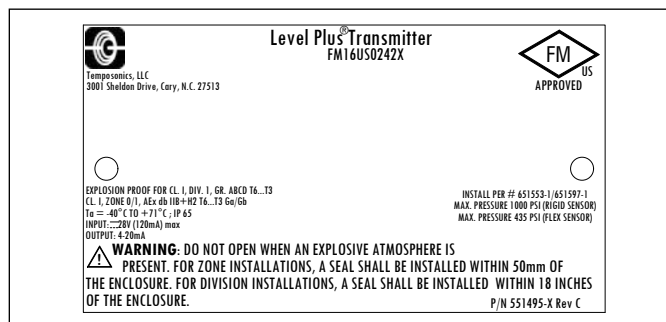 Level Plus® Transmitter
FM16US0242X
Temposonics, LLC
3001 Sheldon Drive, Cary, N.C. 27513
FM
US
APPROVED
EXPLOSION PROOF FOR CL. I, DIV. 1, GR. ABCD T6...T3
CL. I, ZONE 0/1, AEx db IIB+H2 T6...T3 Ga/Gb
Ta = -40°C TO +71°C ; IP 65
INPUT:⎓28V (120mA) max
OUTPUT: 4-20mA
INSTALL PER # 651553-1/651597-1
MAX. PRESSURE 1000 PSI (RIGID SENSOR)
MAX. PRESSURE 435 PSI (FLEX SENSOR)
WARNING: DO NOT OPEN WHEN AN EXPLOSIVE ATMOSPHERE IS
PRESENT. FOR ZONE INSTALLATIONS, A SEAL SHALL BE INSTALLED WITHIN 50mm OF
THE ENCLOSURE. FOR DIVISION INSTALLATIONS, A SEAL SHALL BE INSTALLED WITHIN 18 INCHES
OF THE ENCLOSURE.
P/N 551495-X Rev C